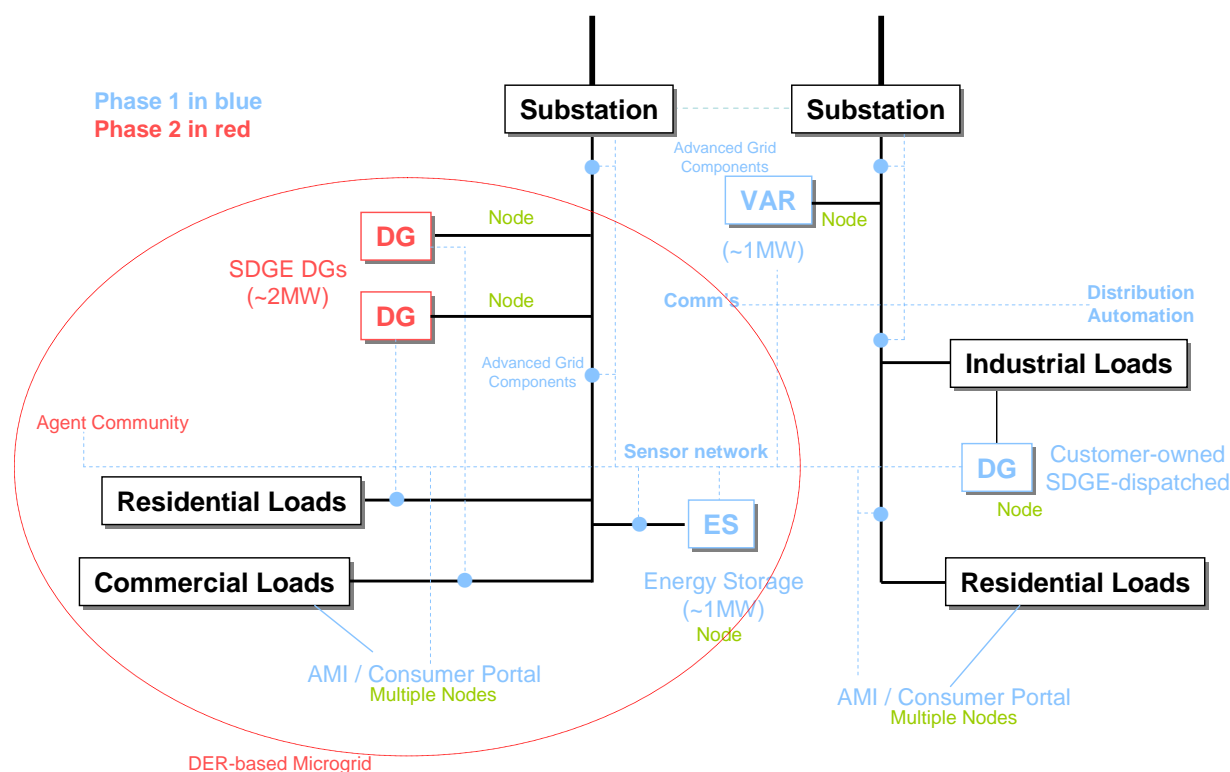 Phase 1 in blue
Phase 2 in red
Substation
Substation
Advanced Grid
Components
VAR
Node
(~1MW)
DG
Node
SDGE DGs
(~2MW)
DG
Node
Comm's
Distribution
Automation
Advanced Grid
Components
Industrial Loads
Agent Community
Sensor network
DG
Customer-owned
SDGE-dispatched
Node
Residential Loads
ES
Commercial Loads
Energy Storage
(~1MW)
Node
Residential Loads
AMI / Consumer Portal
Multiple Nodes
AMI / Consumer Portal
Multiple Nodes
DER-based Microgrid